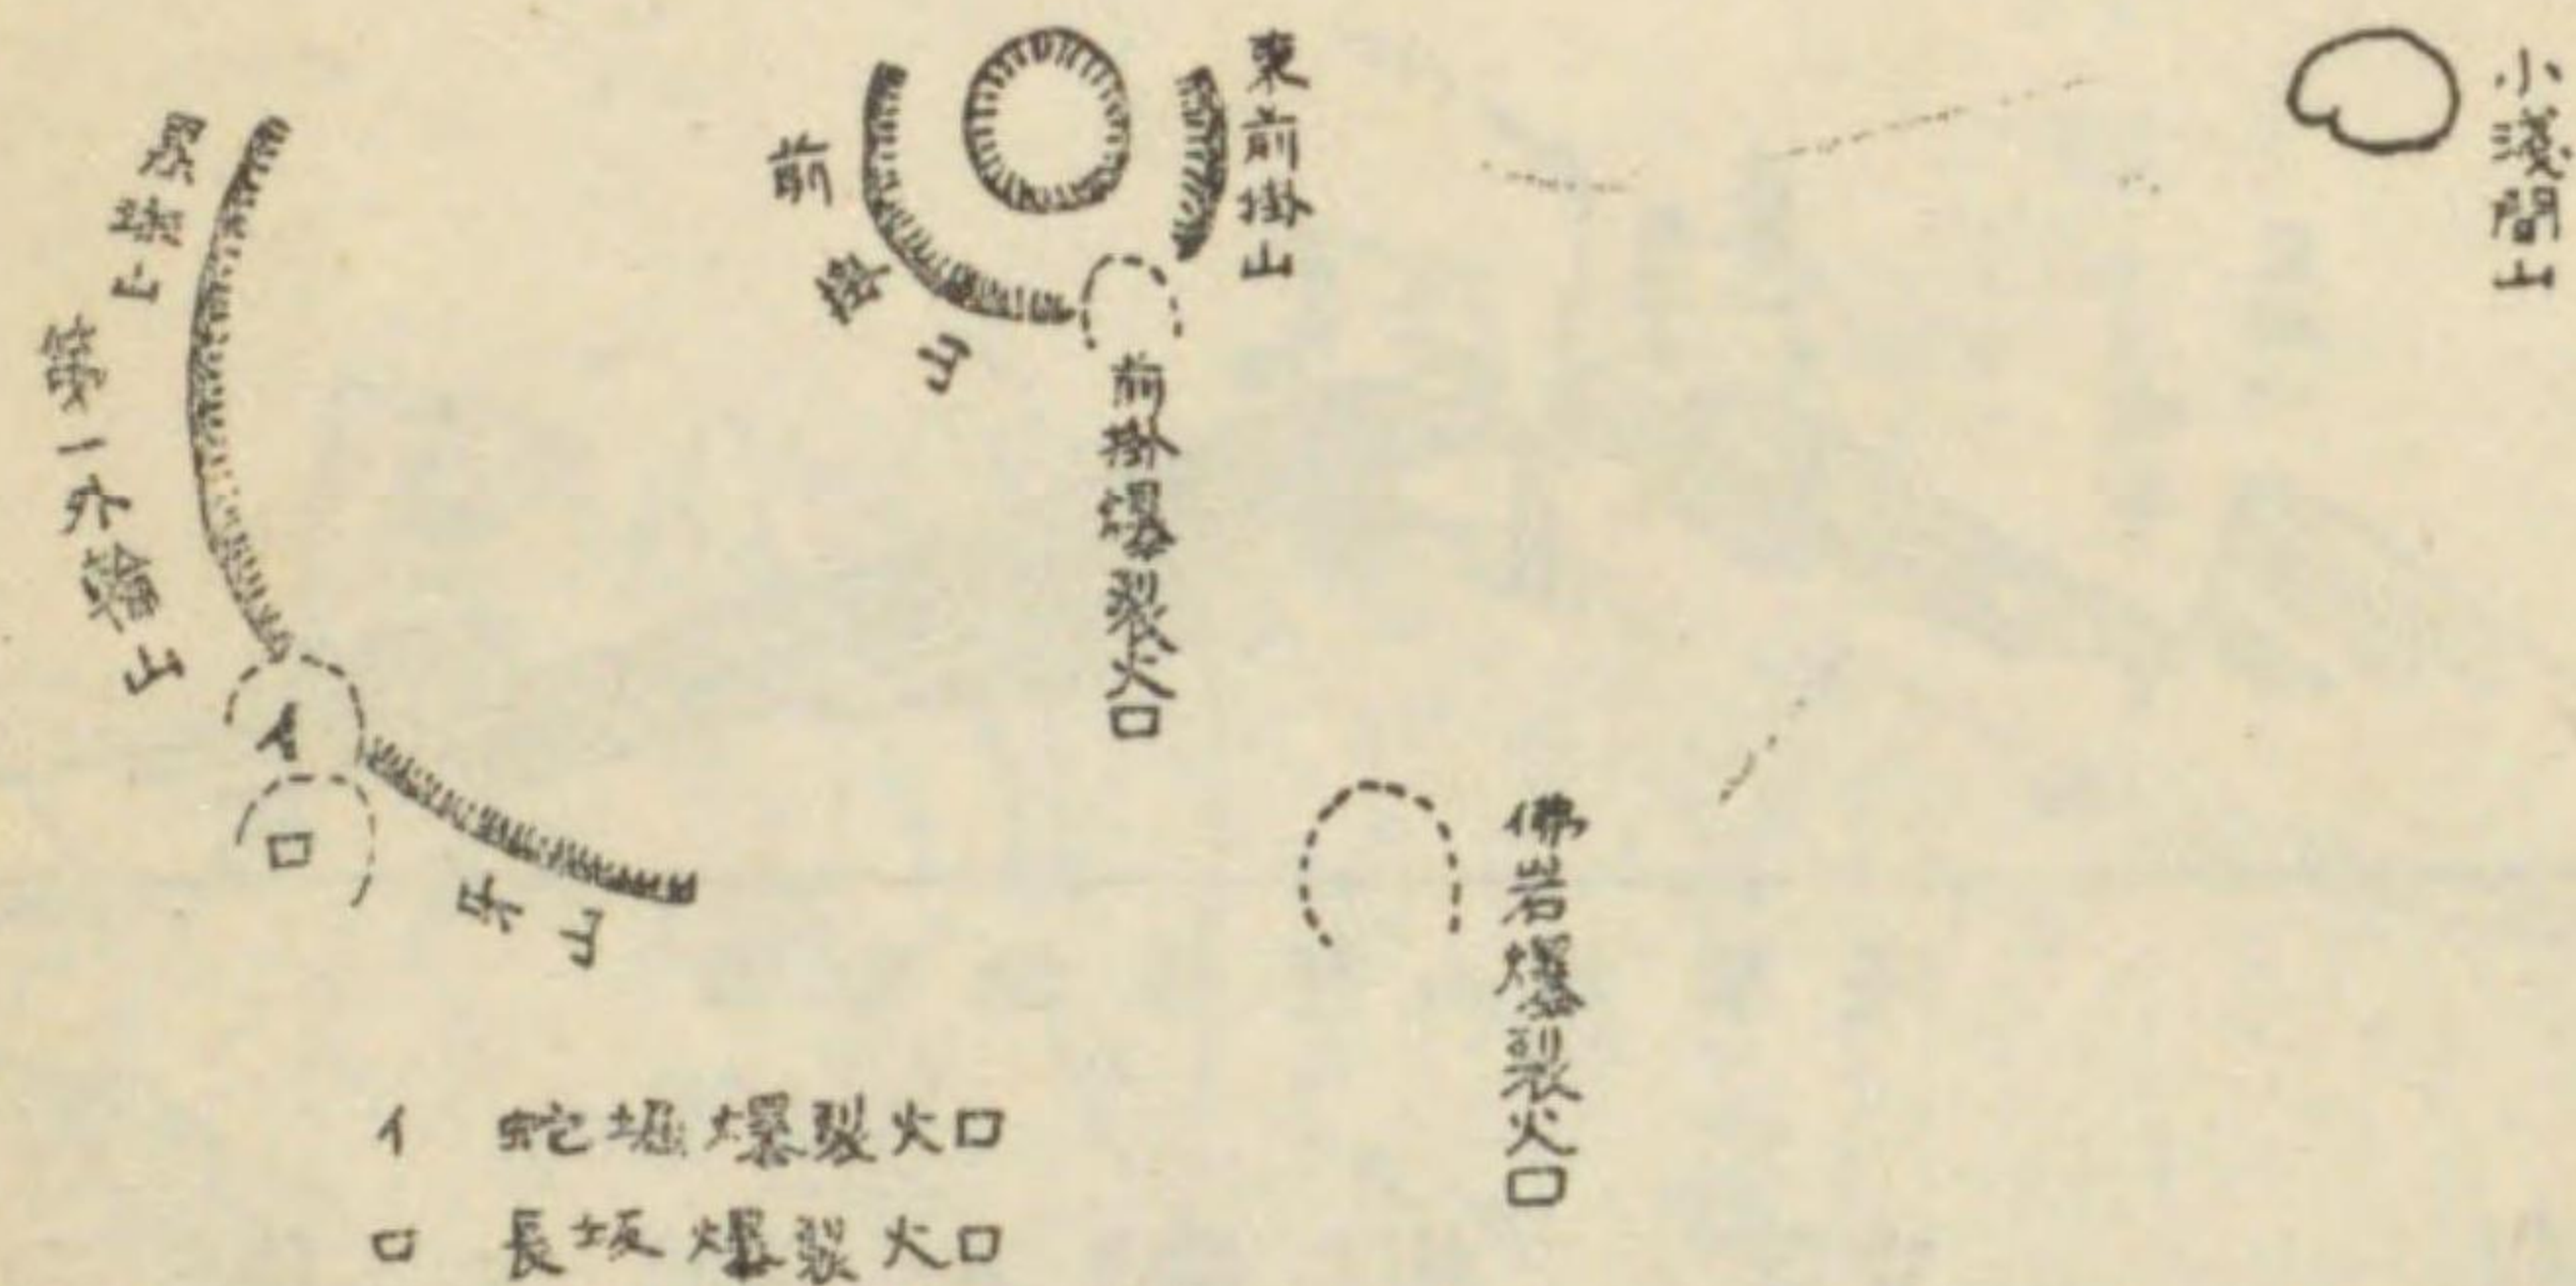 小淺間山
東前掛山
前掛山
前掛爆裂火口
佛岩爆裂火口
黒斑山
第一外輪山
イ
ロ
牙山
イ 蛇堀爆裂火口
ロ 長坂爆裂火口